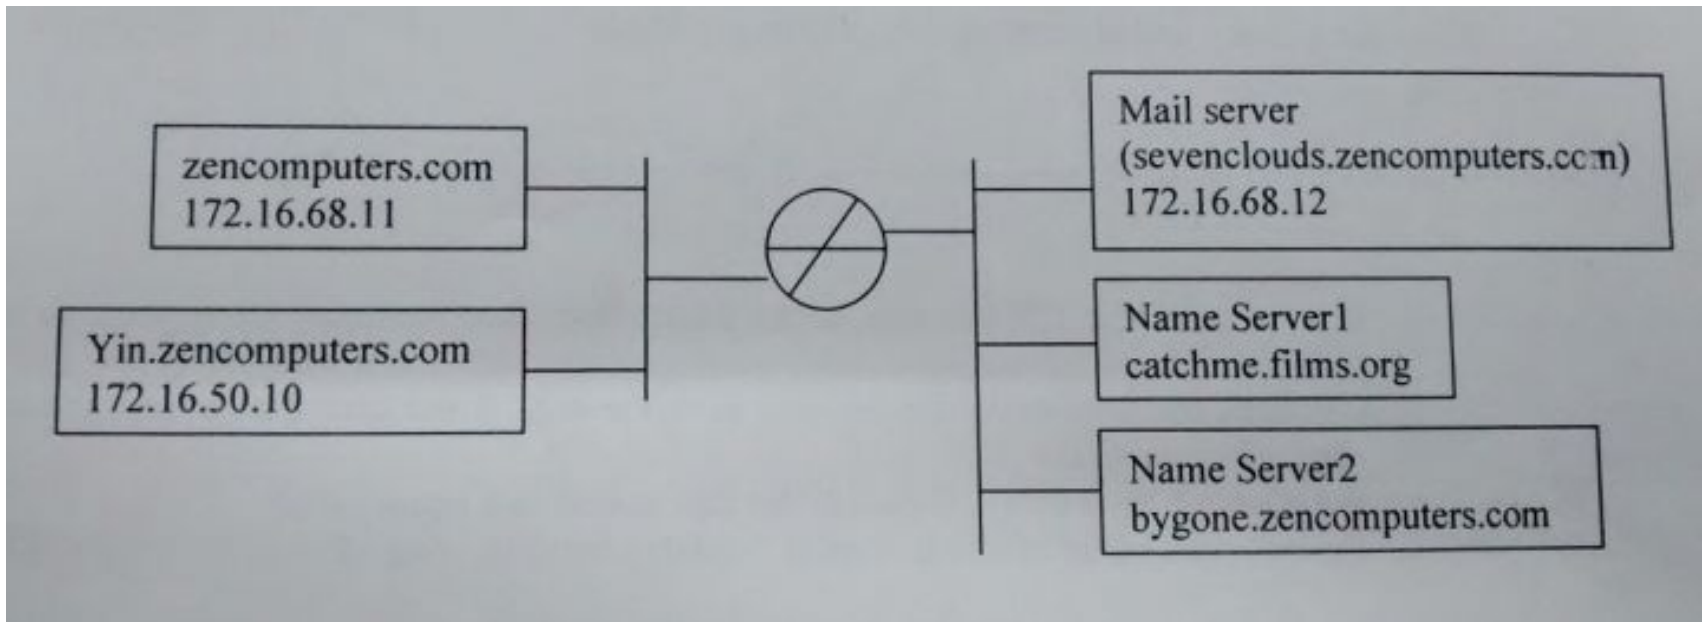 zencomputers.com
172.16.68.11
Yin.zencomputers.com
172.16.50.10
Mail server
(sevenclouds.zencomputers.com)
172.16.68.12
Name Server1
catchme.films.org
Name Server2
bygone.zencomputers.com